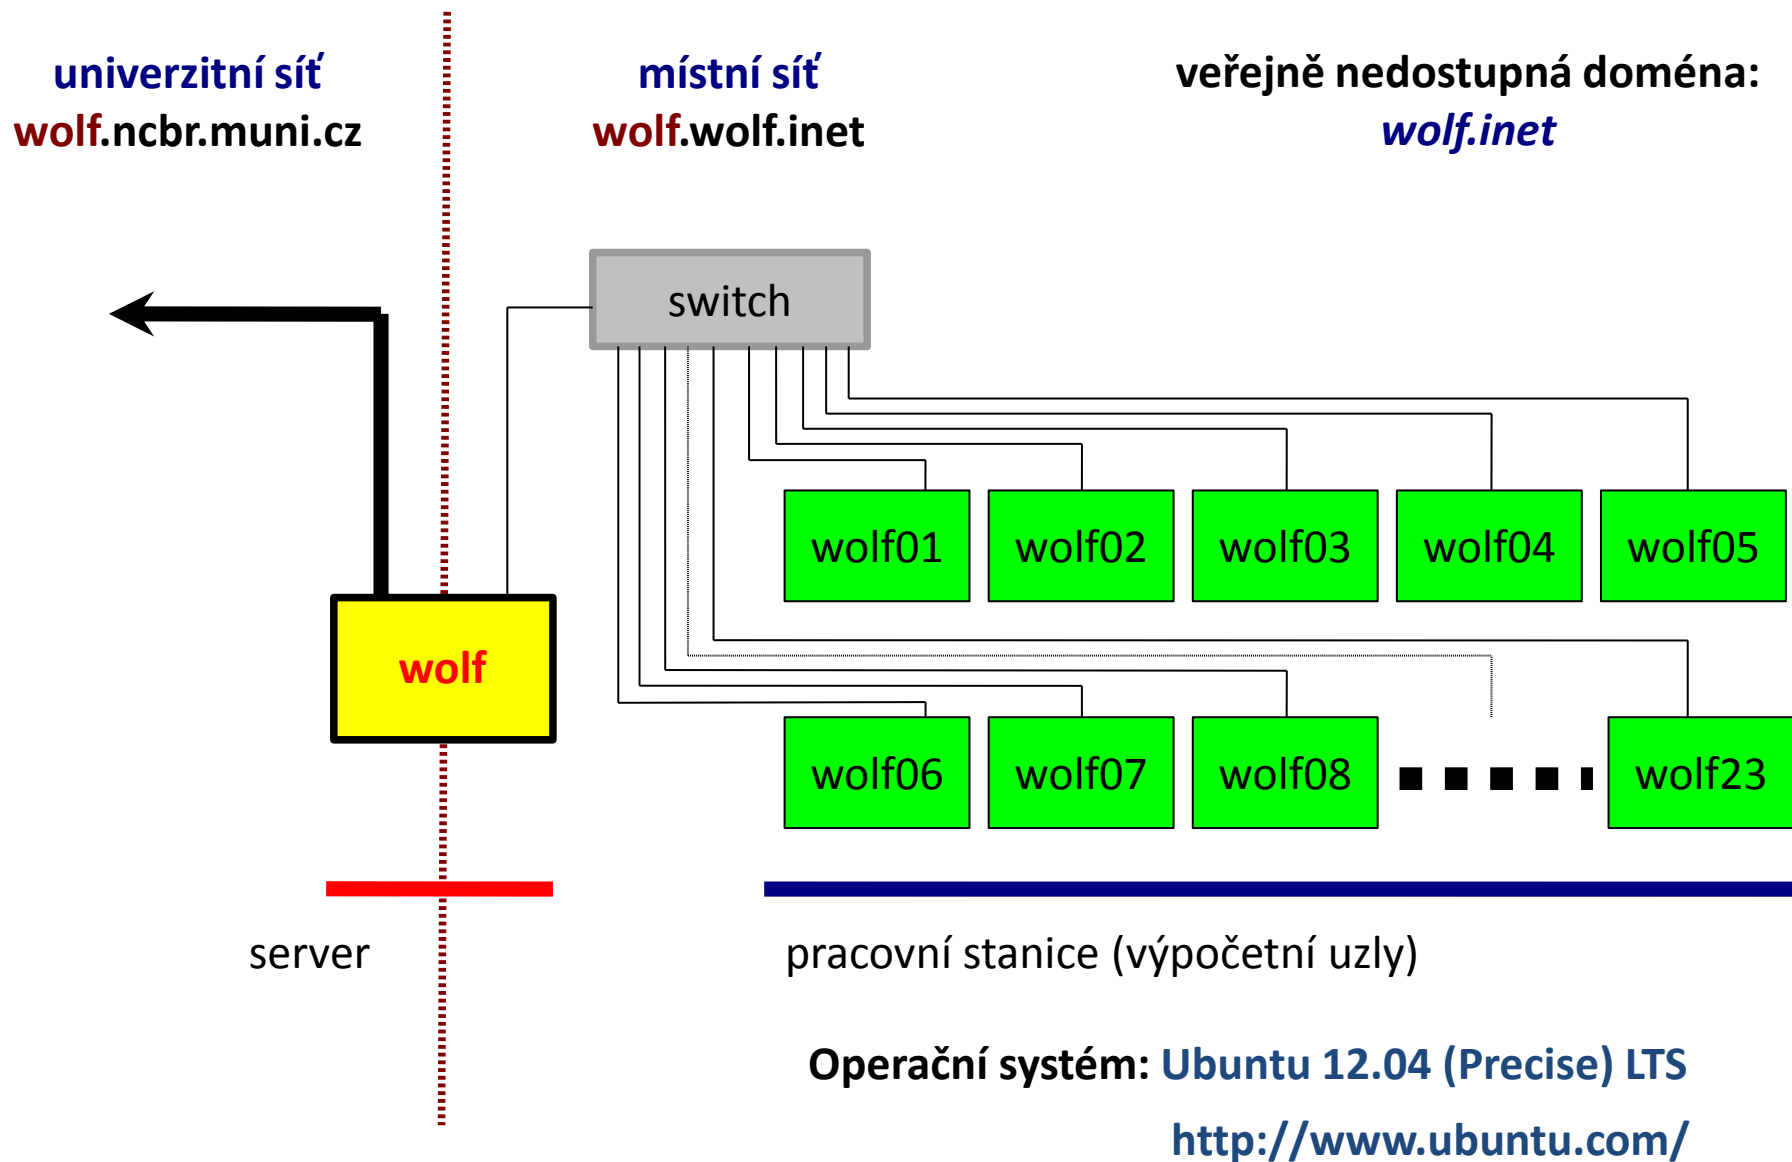 univerzitní síť
wolf.ncbr.muni.cz
místní síť
wolf.wolf.inet
veřejně nedostupná doména:
wolf.inet
switch
wolf01
wolf02
wolf03
wolf04
wolf05
wolf
wolf06
wolf07
wolf08
wolf23
server
pracovní stanice (výpočetní uzly)
Operační systém: Ubuntu 12.04 (Precise) LTS
http://www.ubuntu.com/